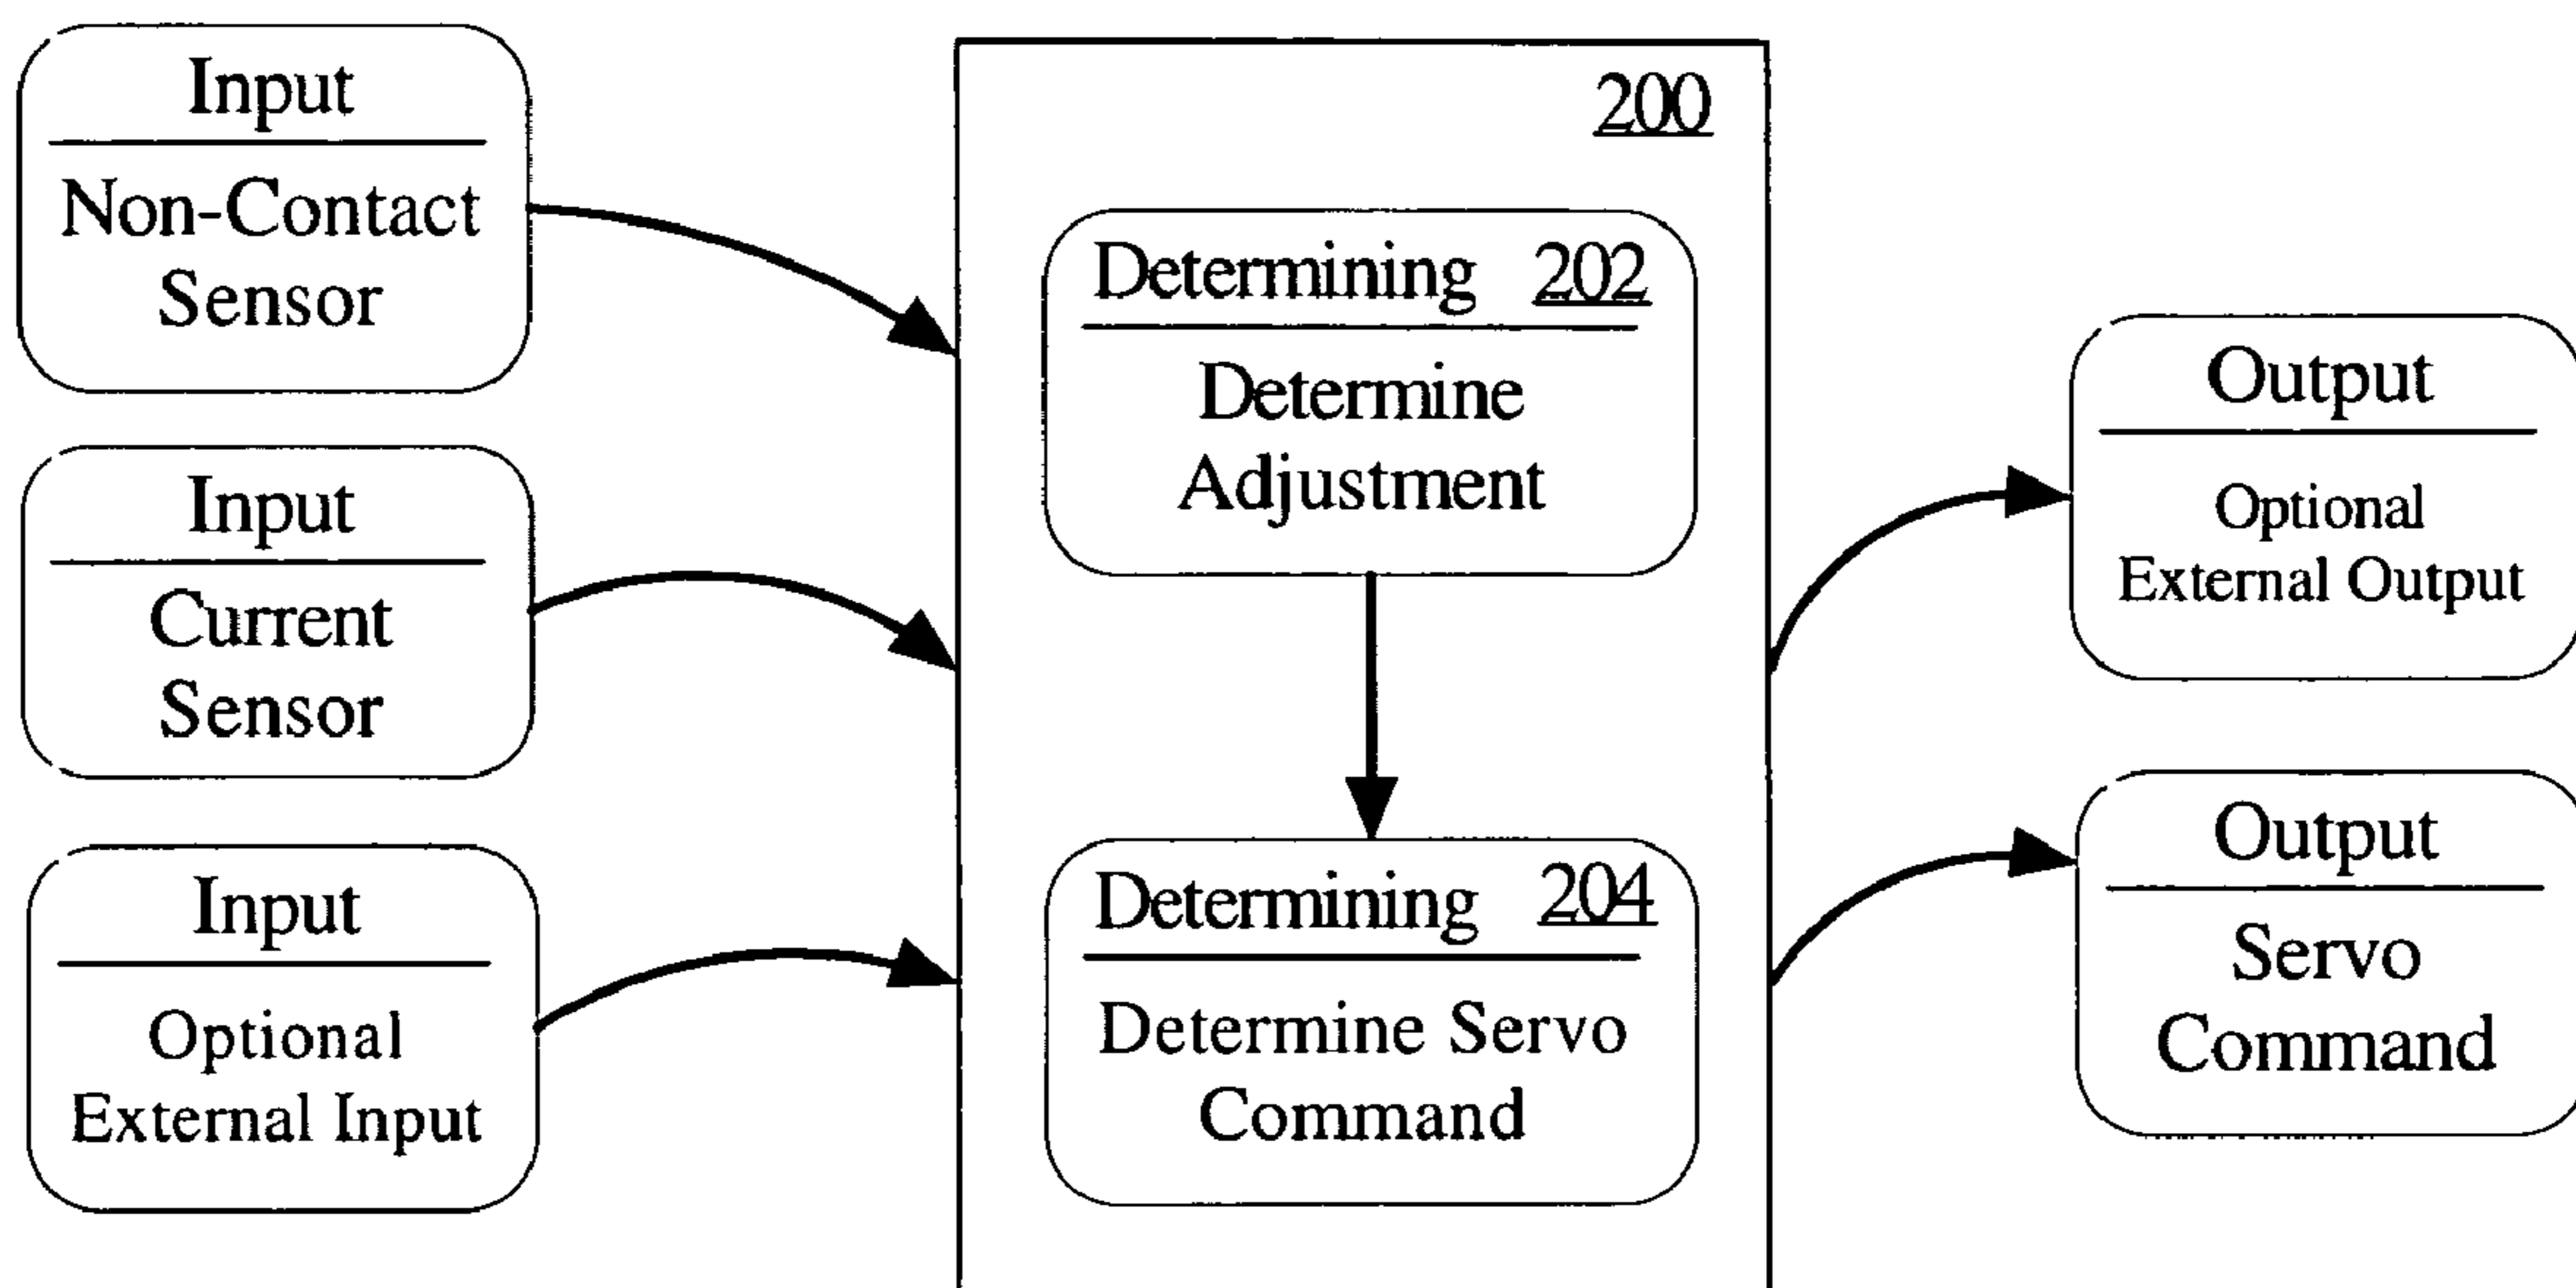 Input
Non-Contact
Sensor
Input
Current
Sensor
Input
Optional
External Input
200
Determining 202
Determine
Adjustment
Determining 204
Determine Servo
Command
Output
Optional
External Output
Output
Servo
Command